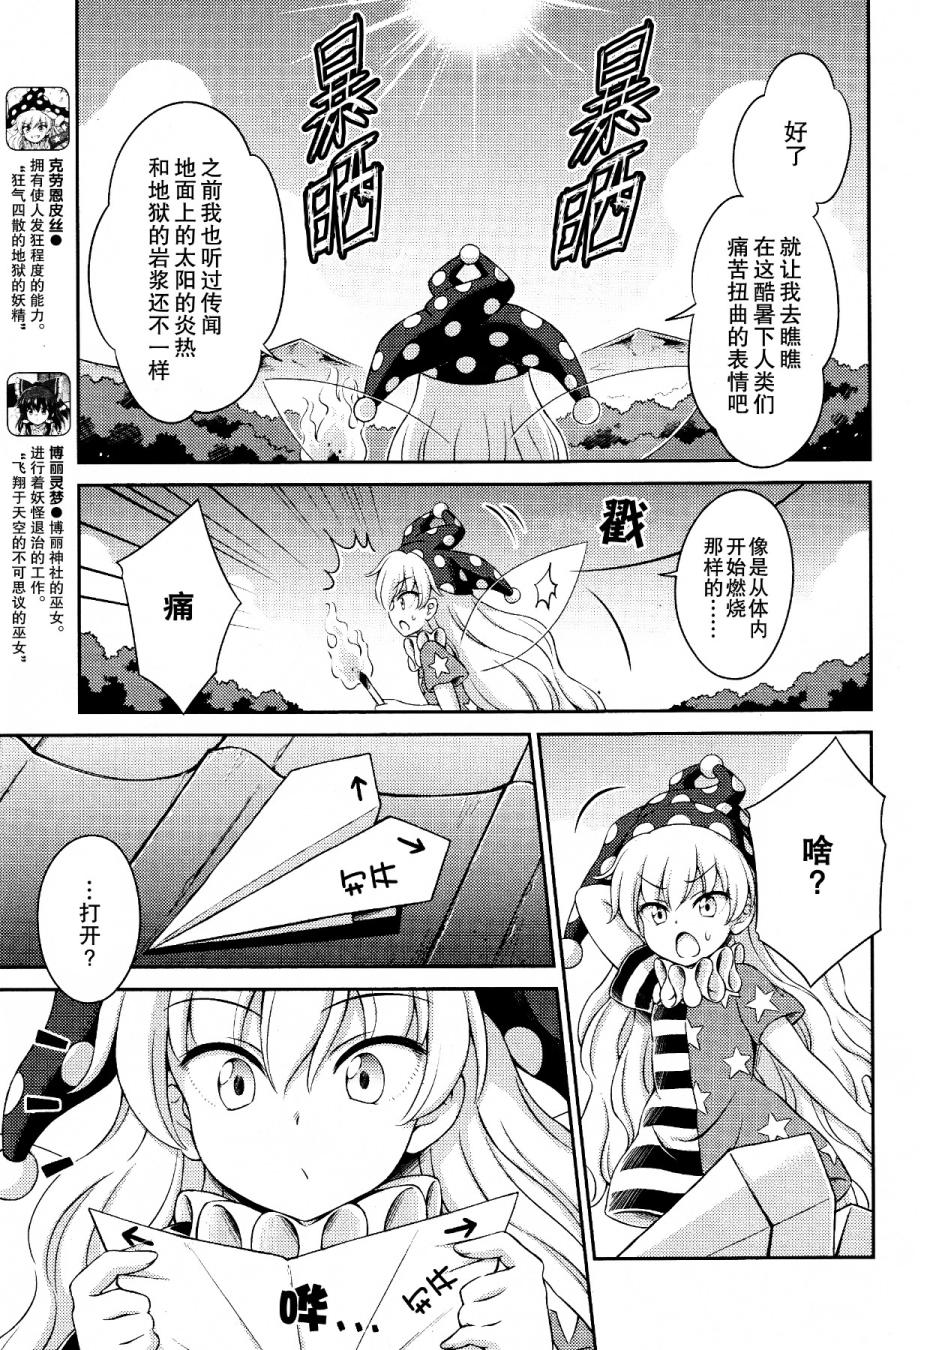 暴晒
暴晒
好了
就让我去瞧瞧
在这酷暑下人类们
痛苦扭曲的表情吧
之前我也听过传闻
地面上的太阳的炎热
和地狱的岩浆还不一样
克劳恩皮丝●
拥有使人发狂程度的能力。
“狂气四散的地狱的妖精”
博丽灵梦●博丽神社的巫女。
进行着妖怪退治的工作。
“飞翔于天空的不可思议的巫女”
像是从体内
开始燃烧
那样的……
戳
痛
啥？
打开
…打开？
打开
哗…